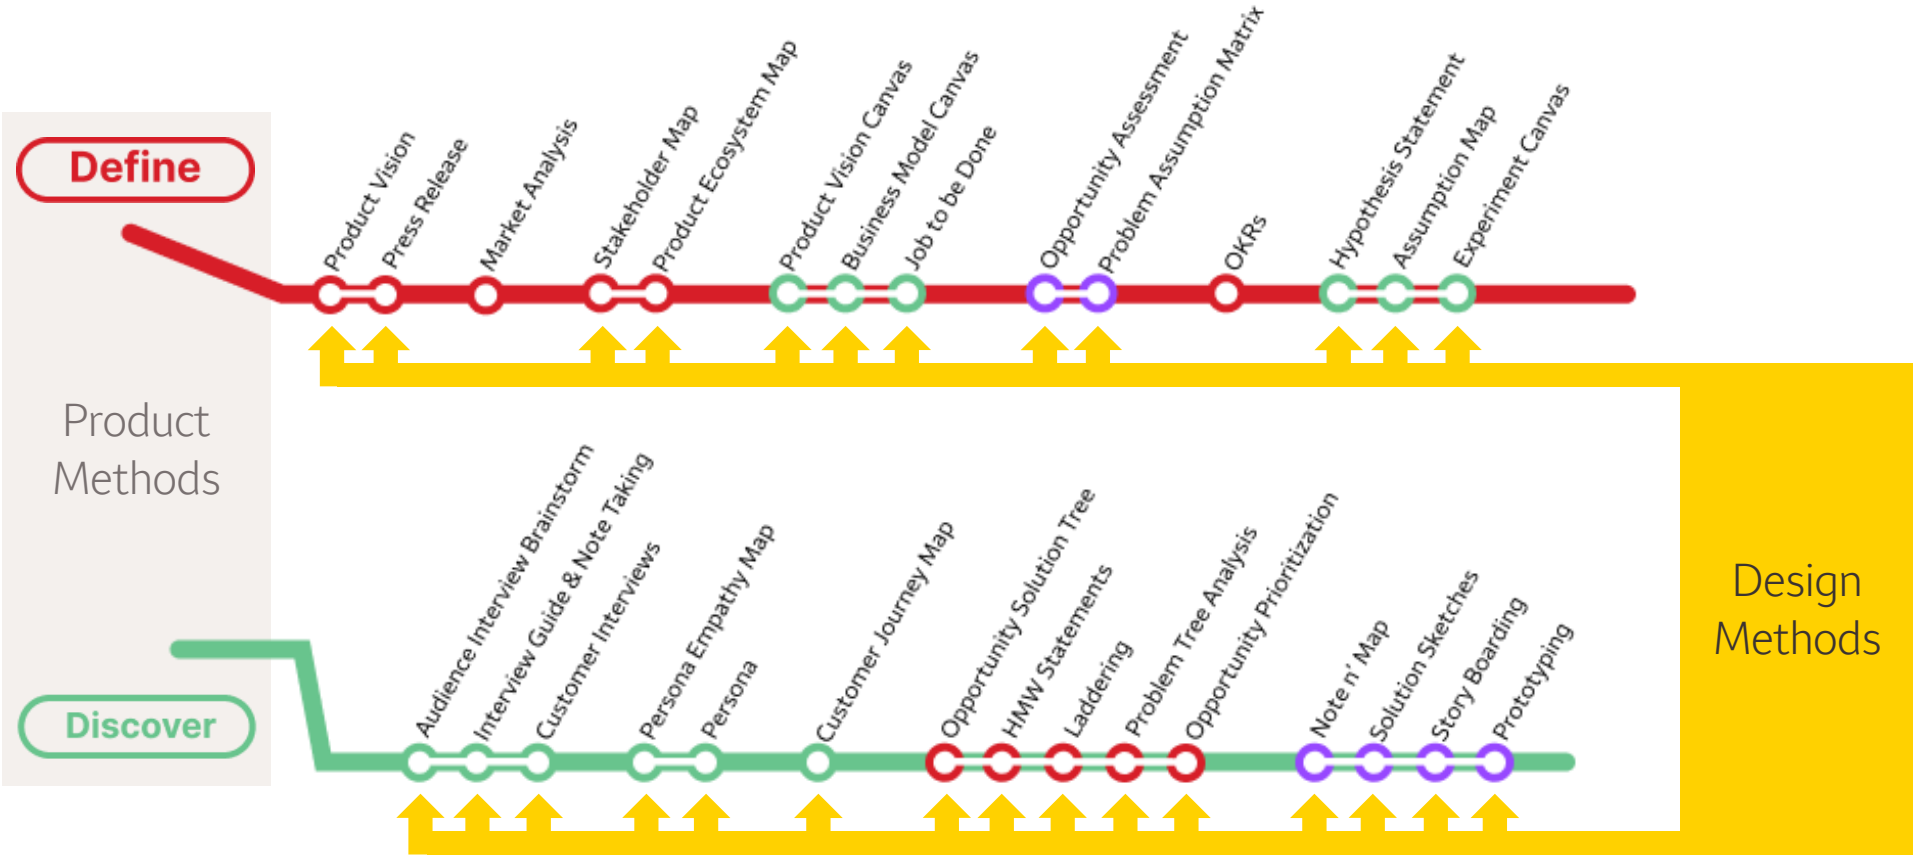 Define
Product Vision
Press Release
Market Analysis
Stakeholder Map
Product Ecosystem Map
Product Vision Canvas
Business Model Canvas
Job to be Done
Opportunity Assessment
Problem Assumption Matrix
OKRs
Hypothesis Statement
Assumption Map
Experiment Canvas
Product
Methods
Discover
Audience Interview Brainstorm
Interview Guide & Note Taking
Customer Interviews
Persona Empathy Map
Persona
Customer Journey Map
Opportunity Solution Tree
HMW Statements
Laddering
Problem Tree Analysis
Opportunity Prioritization
Note n' Map
Solution Sketches
Story Boarding
Prototyping
Design
Methods